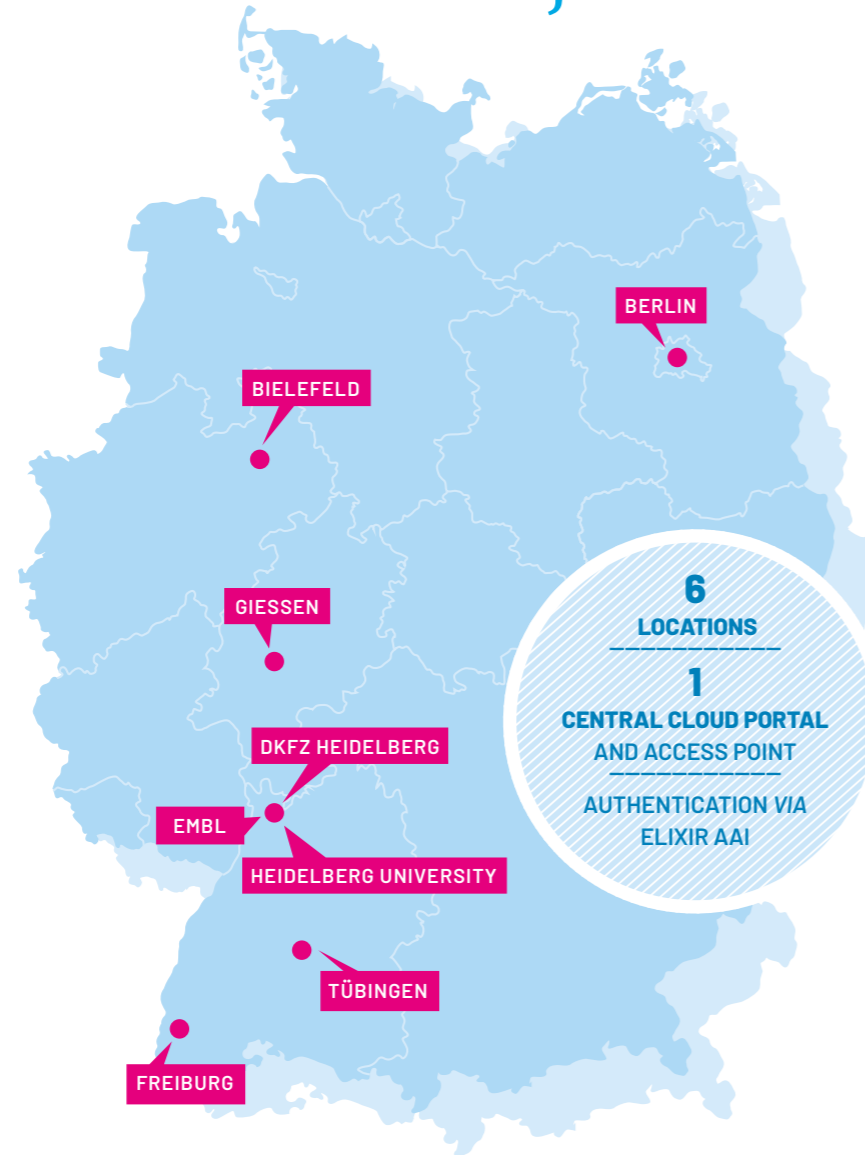 BERLIN
BIELEFELD
GIESSEN
DKFZ HEIDELBERG
EMBL
HEIDELBERG UNIVERSITY
TÜBINGEN
FREIBURG
6
LOCATIONS
1
CENTRAL CLOUD PORTAL
AND ACCESS POINT
AUTHENTICATION VIA
ELIXIR AAI